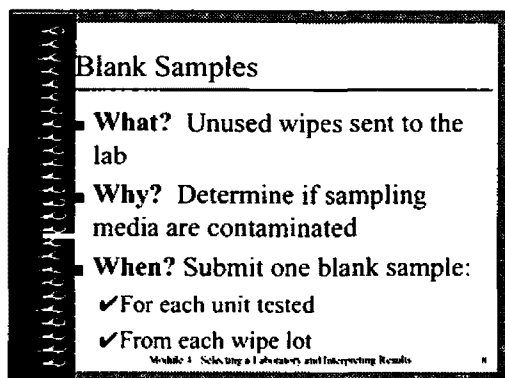 Blank Samples
What? Unused wipes sent to the
lab
Why? Determine if sampling
media are contaminated
When? Submit one blank sample:
✔For each unit tested
✔From each wipe lot
Module 4 Selecting a Laboratory and Interpreting Results